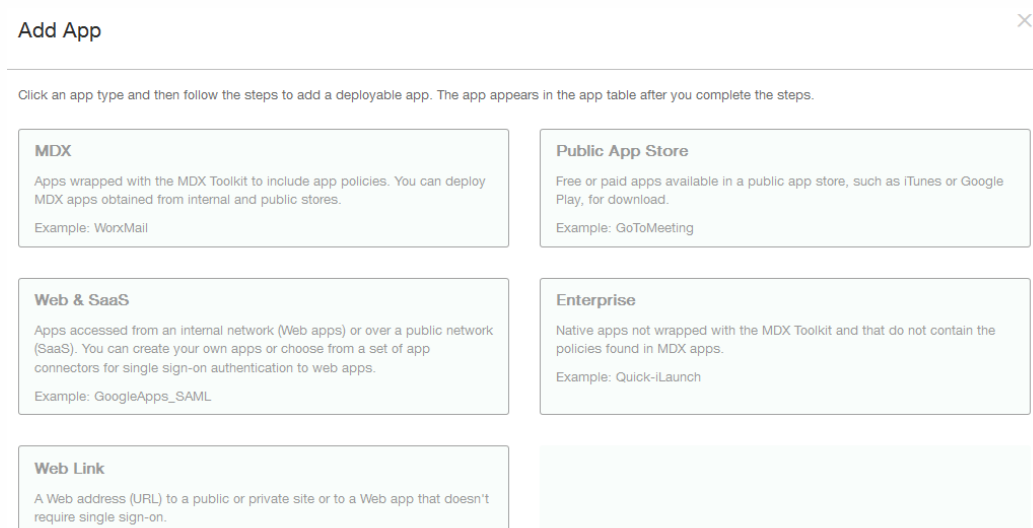 Add App
Click an app type and then follow the steps to add a deployable app. The app appears in the app table after you complete the steps.
MDX
Apps wrapped with the MDX Toolkit to include app policies. You can deploy
MDX apps obtained from internal and public stores.
Example: WorxMail
Public App Store
Free or paid apps available in a public app store, such as iTunes or Google
Play, for download.
Example: GoToMeeting
Web & SaaS
Apps accessed from an internal network (Web apps) or over a public network
(SaaS). You can create your own apps or choose from a set of app
connectors for single sign-on authentication to web apps.
Example: GoogleApps_SAML
Enterprise
Native apps not wrapped with the MDX Toolkit and that do not contain the
policies found in MDX apps.
Example: Quick-iLaunch
Web Link
A Web address (URL) to a public or private site or to a Web app that doesn't
require single sign-on.